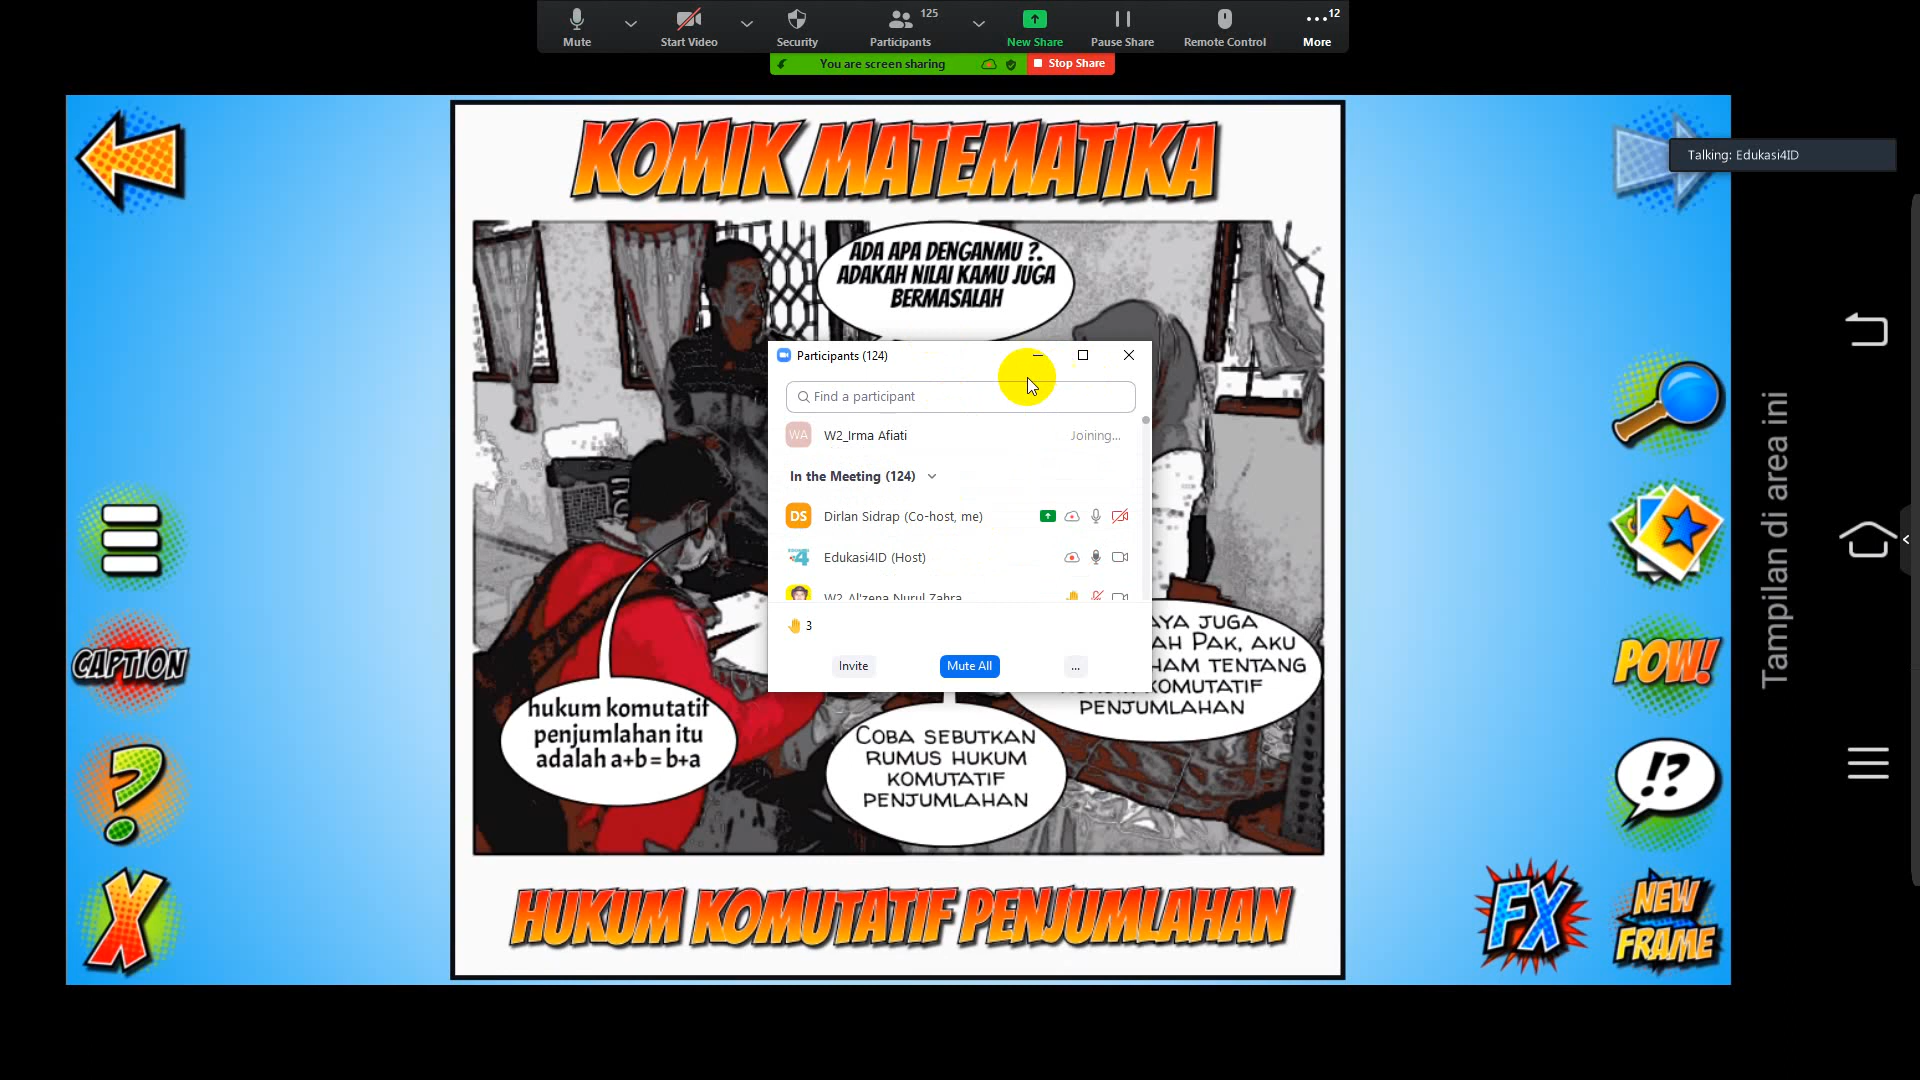 125
12
Mute
Start Video
Security
Participants
New Share
Pause Share
Remote Control
More
You are screen sharing
Stop Share
Talking: Edukasi4ID
KOMIK MATEMATIKA
ADA APA DENGANMU ?.
ADAKAH NILAI KAMU JUGA
BERMASALAH
Participants (124)
Find a participant
WA W2_Irma Afiati Joining...
In the Meeting (124)
DS Dirlan Sidrap (Co-host, me)
Edukasi4ID (Host)
W2_Al'zena Nurul Zahra
3
Invite
Mute All
...
AYA JUGA
AH PAK, AKU
HAM TENTANG
KOMUTATIF
PENJUMLAHAN
hukum komutatif
penjumlahan itu
adalah a+b = b+a
COBA SEBUTKAN
RUMUS HUKUM
KOMUTATIF
PENJUMLAHAN
HUKUM KOMUTATIF PENJUMLAHAN
CAPTION
?
X
POW!
!?
FX
NEW
FRAME
Tampilan di area ini